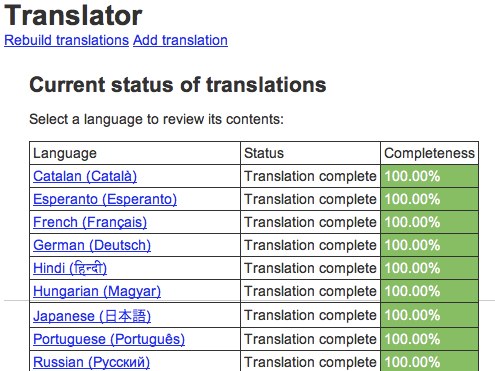 Translator
Rebuild translations Add translation
Current status of translations
Select a language to review its contents:
Language Status Completeness
Catalan (Català) Translation complete 100.00%
Esperanto (Esperanto) Translation complete 100.00%
French (Français) Translation complete 100.00%
German (Deutsch) Translation complete 100.00%
Hindi (हिन्दी) Translation complete 100.00%
Hungarian (Magyar) Translation complete 100.00%
Japanese (日本語) Translation complete 100.00%
Portuguese (Português) Translation complete 100.00%
Russian (Русский) Translation complete 100.00%